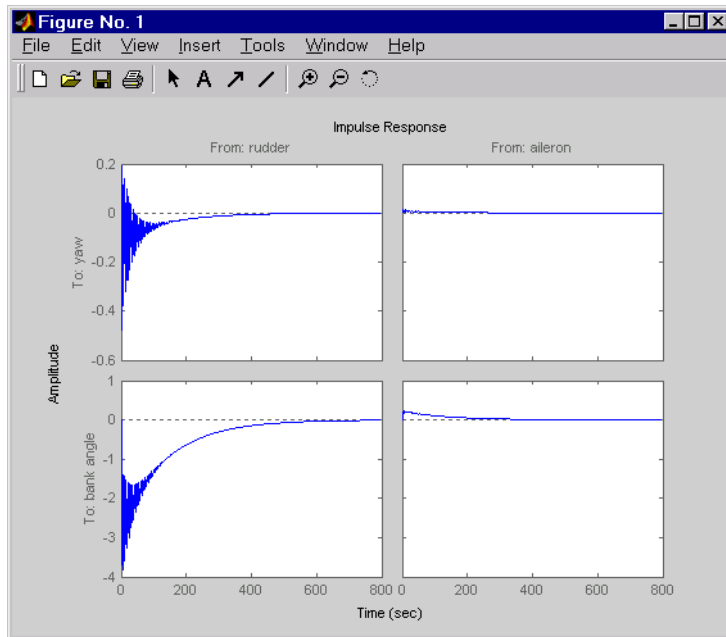 Figure No. 1
File Edit View Insert Tools Window Help
A
Impulse Response
From: rudder
From: aileron
0.2
0
-0.2
-0.4
-0.6
To: yaw
Amplitude
1
0
-1
-2
-3
-4
To: bank angle
0 200 400 600 800
0 200 400 600 800
Time (sec)